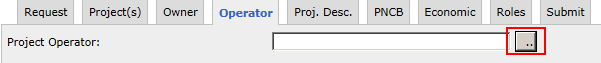 Request Project(s) Owner Operator Proj. Desc. PNCB Economic Roles Submit
Project Operator: ..